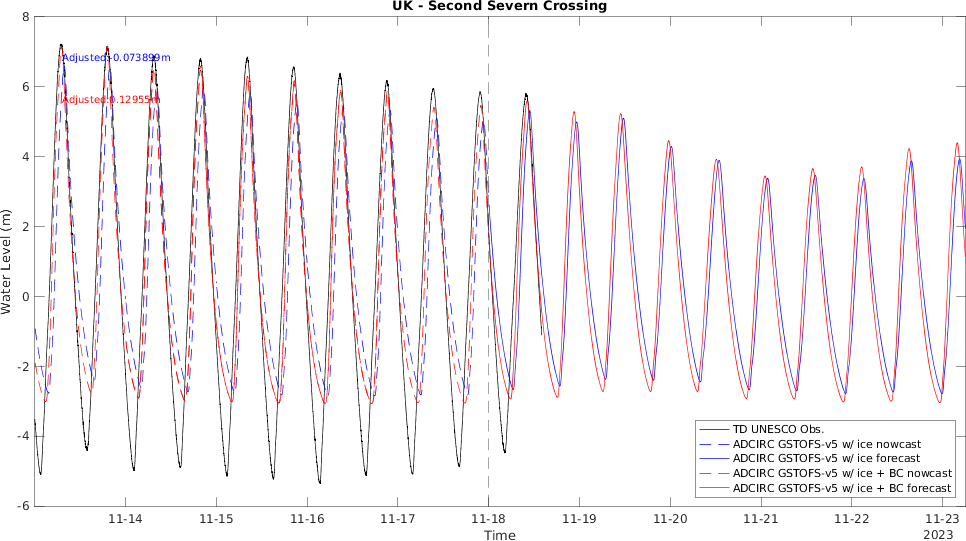 UK - Second Severn Crossing
8
6
4
2
0
-2
-4
-6
Water Level (m)
Adjusted:-0.073899m
Adjusted:0.12955m
TD UNESCO Obs.
ADCIRC GSTOFS-v5 w/ ice nowcast
ADCIRC GSTOFS-v5 w/ ice forecast
ADCIRC GSTOFS-v5 w/ ice + BC nowcast
ADCIRC GSTOFS-v5 w/ ice + BC forecast
11-14 11-15 11-16 11-17 11-18 11-19 11-20 11-21 11-22 11-23
Time
2023